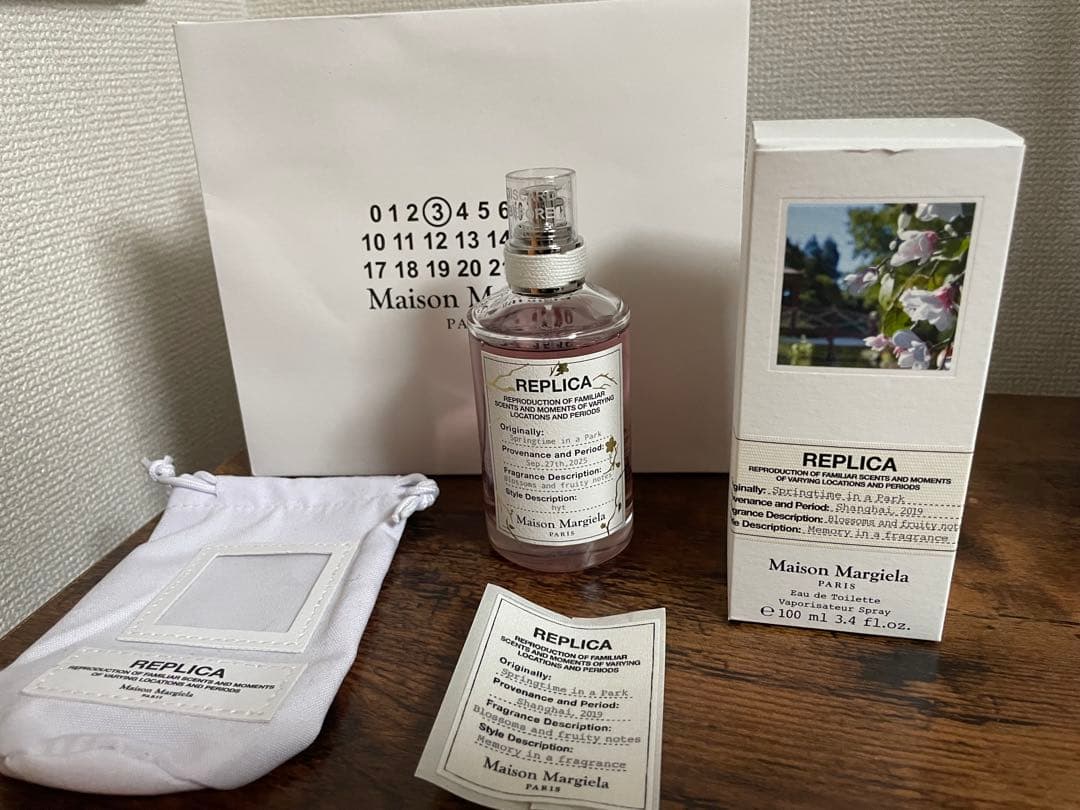 0 1 2 3 4 5 6
10 11 12 13 14
17 18 19 20
Maison
REPLICA
REPRODUCTION OF FAMILIAR
SCENTS AND MOMENTS OF VARYING
LOCATIONS AND PERIODS
Originally:
Springtime in a Park
Provenance and Period:
Sep.27th,2025
Fragrance Description:
Blossoms and fruity notes
Style Description:
hyt
Maison Margiela
PARIS
REPLICA
REPRODUCTION OF FAMILIAR SCENTS AND MOMENTS
OF VARYING LOCATIONS AND PERIODS
ginally: Springtime in a Park
venance and Period: Shanghai, 2019
grance Description: Blossoms and fruity not
le Description: Memory in a fragrance
Maison Margiela
PARIS
Eau de Toilette
Vaporisateur Spray
℮ 100 ml 3.4 fl.oz.
REPLICA
REPRODUCTION OF FAMILIAR SCENTS AND MOMENTS
OF VARYING LOCATIONS AND PERIODS
Maison Margiela
PARIS
REPLICA
REPRODUCTION OF FAMILIAR
SCENTS AND MOMENTS OF VARYING
LOCATIONS AND PERIODS
Originally:
Springtime in a Park
Provenance and Period:
Shanghai, 2019
Fragrance Description:
Blossoms and fruity notes
Style Description:
Memory in a fragrance
Maison Margiela
PARIS